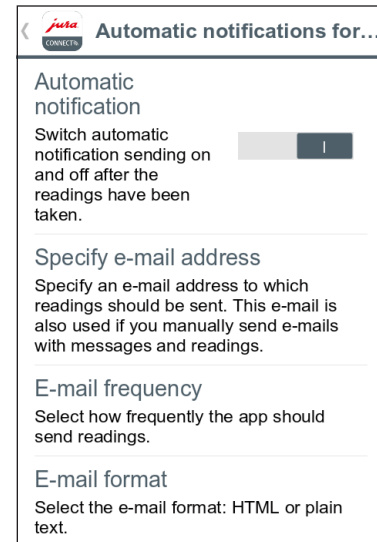 jura
CONNECT
Automatic notifications for...
Automatic
notification
Switch automatic
notification sending on
and off after the
readings have been
taken.
Specify e-mail address
Specify an e-mail address to which
readings should be sent. This e-mail is
also used if you manually send e-mails
with messages and readings.
E-mail frequency
Select how frequently the app should
send readings.
E-mail format
Select the e-mail format: HTML or plain
text.